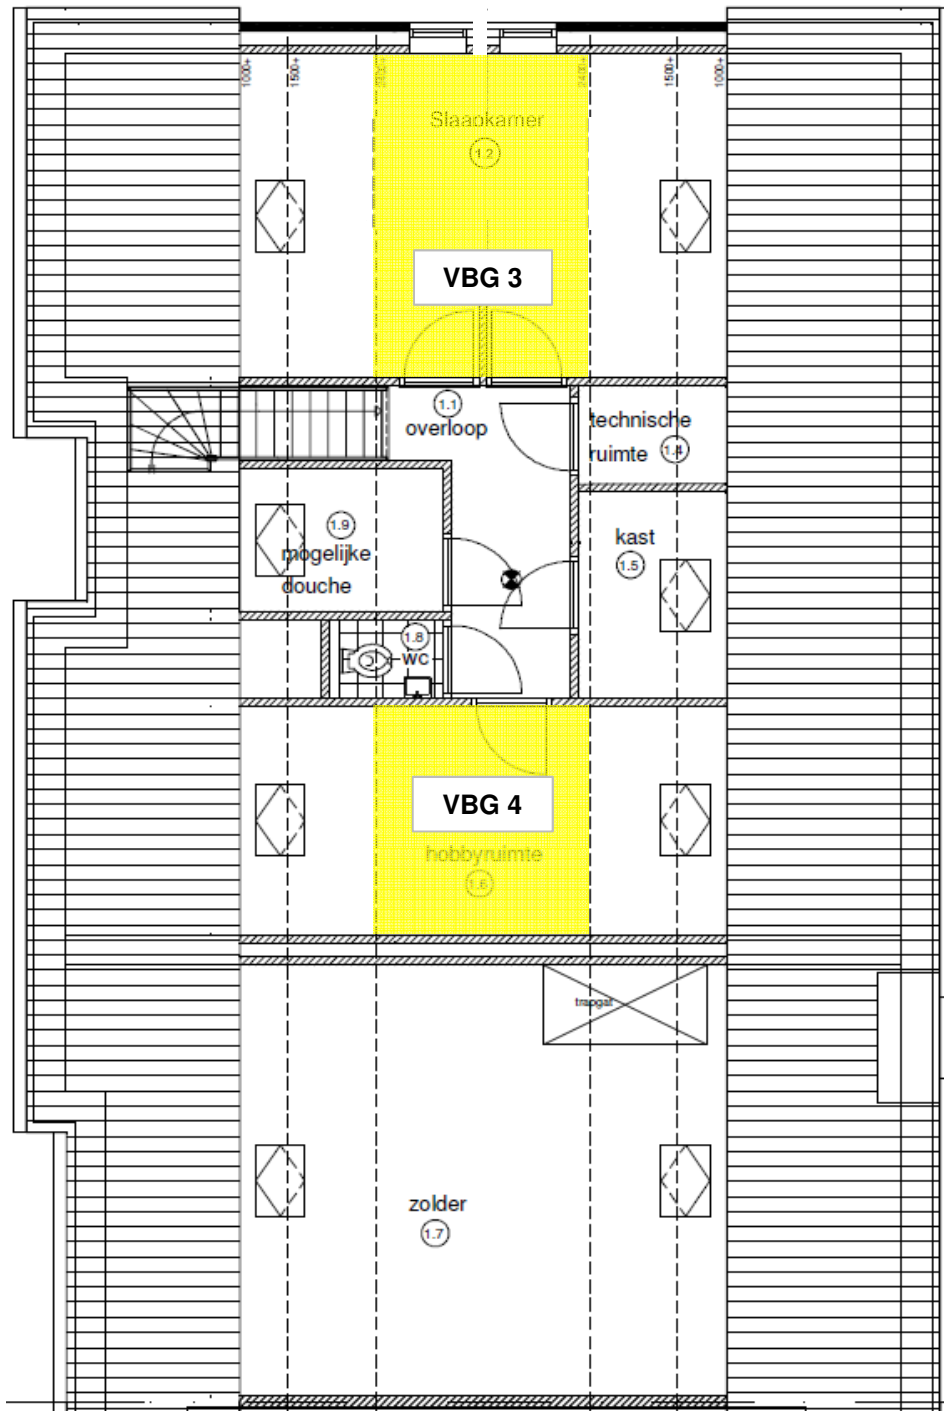 1000+
1500+
2400+
2400+
1500+
1000+
Slaapkamer
1.2
VBG 3
1.1
overloop
technische
ruimte 1.4
1.9
mogelijke
douche
kast
1.5
1.8
wc
VBG 4
hobbyruimte
1.6
trapgat
zolder
1.7